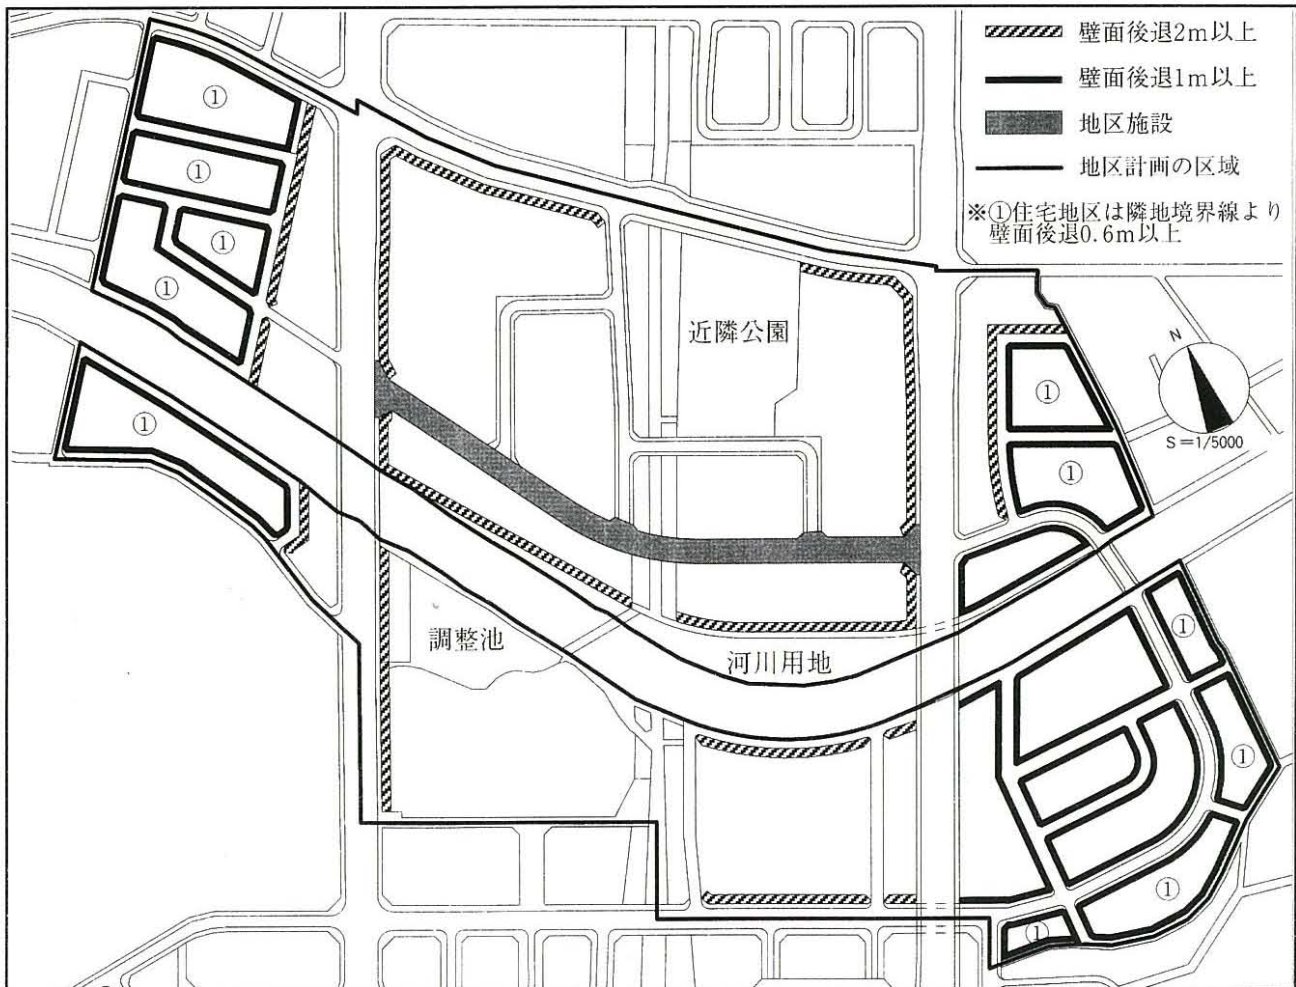 壁面後退2m以上
壁面後退1m以上
地区施設
地区計画の区域
※①住宅地区は隣地境界線より
壁面後退0.6m以上
①
①
①
①
①
近隣公園
N
S=1/5000
①
①
調整池
河川用地
①
①
①
①